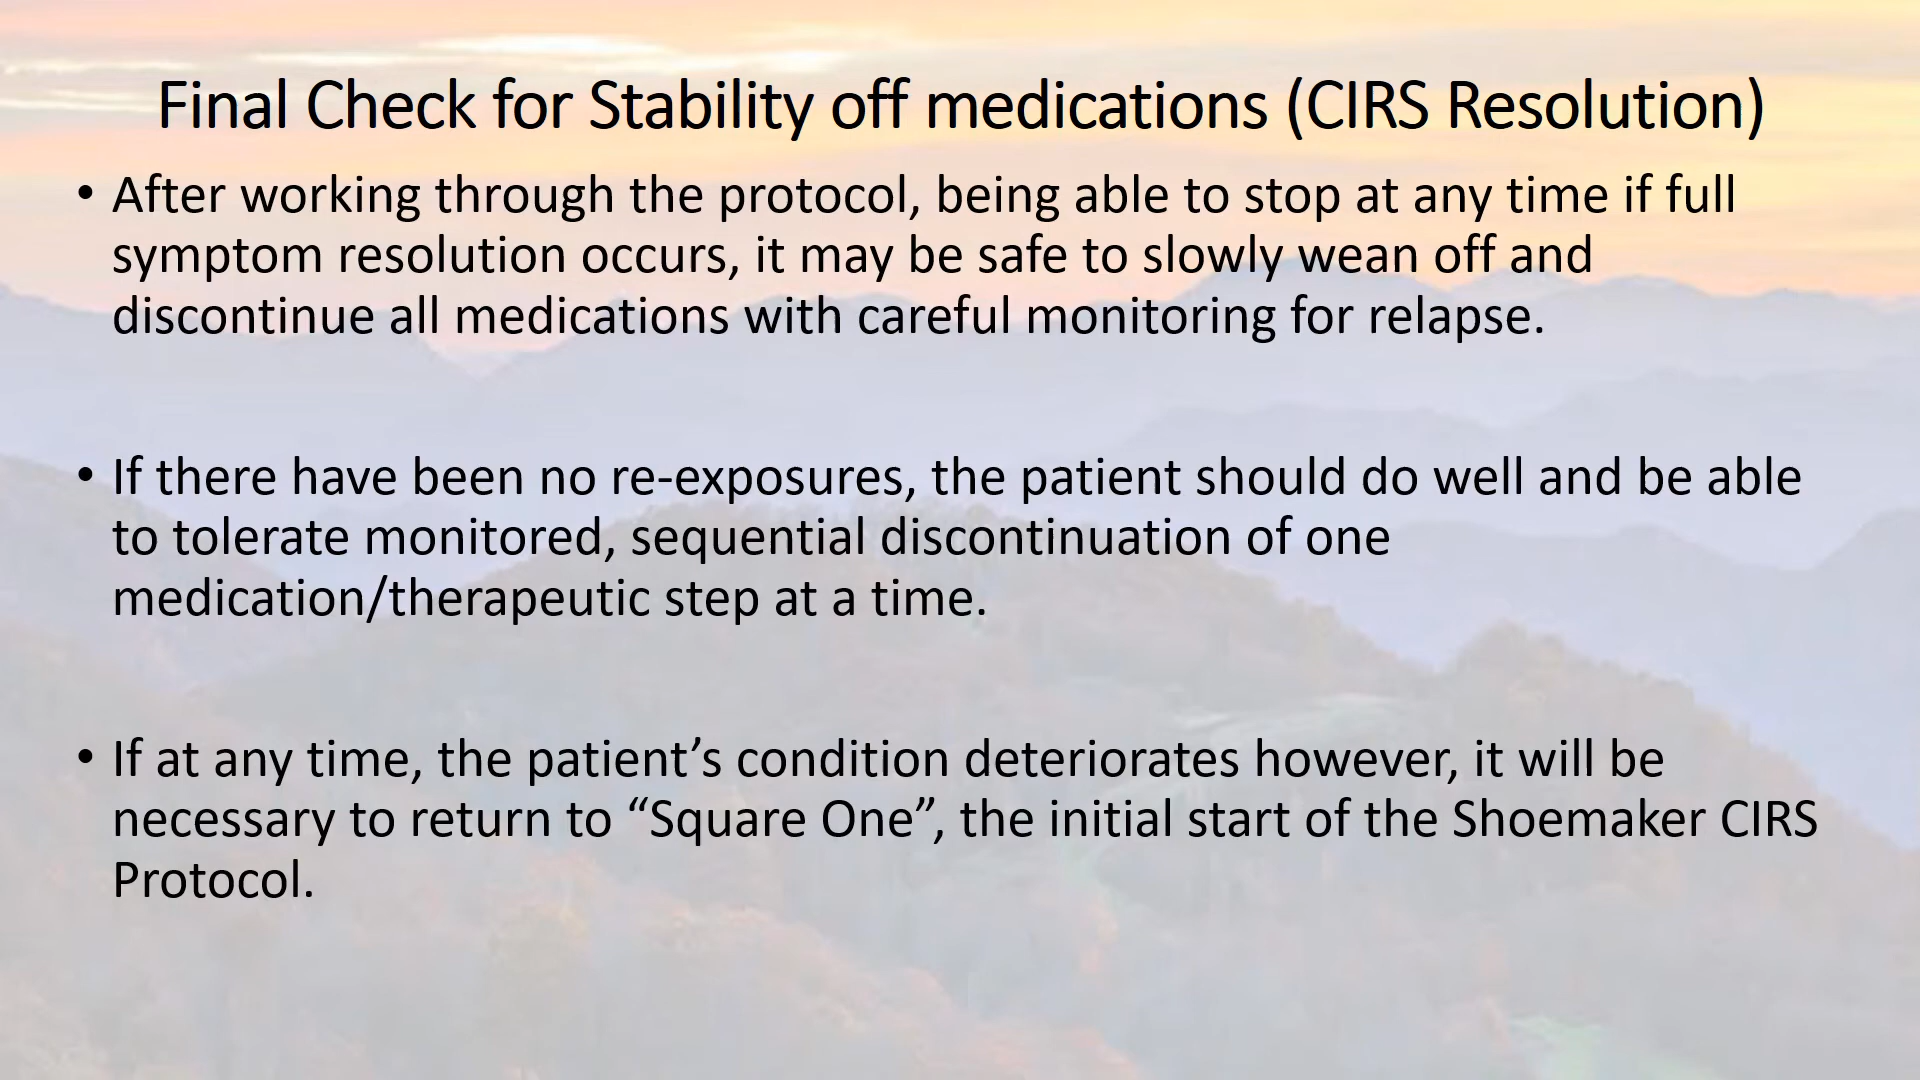 Final Check for Stability off medications (CIRS Resolution)
• After working through the protocol, being able to stop at any time if full
symptom resolution occurs, it may be safe to slowly wean off and
discontinue all medications with careful monitoring for relapse.
• If there have been no re-exposures, the patient should do well and be able
to tolerate monitored, sequential discontinuation of one
medication/therapeutic step at a time.
• If at any time, the patient’s condition deteriorates however, it will be
necessary to return to “Square One”, the initial start of the Shoemaker CIRS
Protocol.